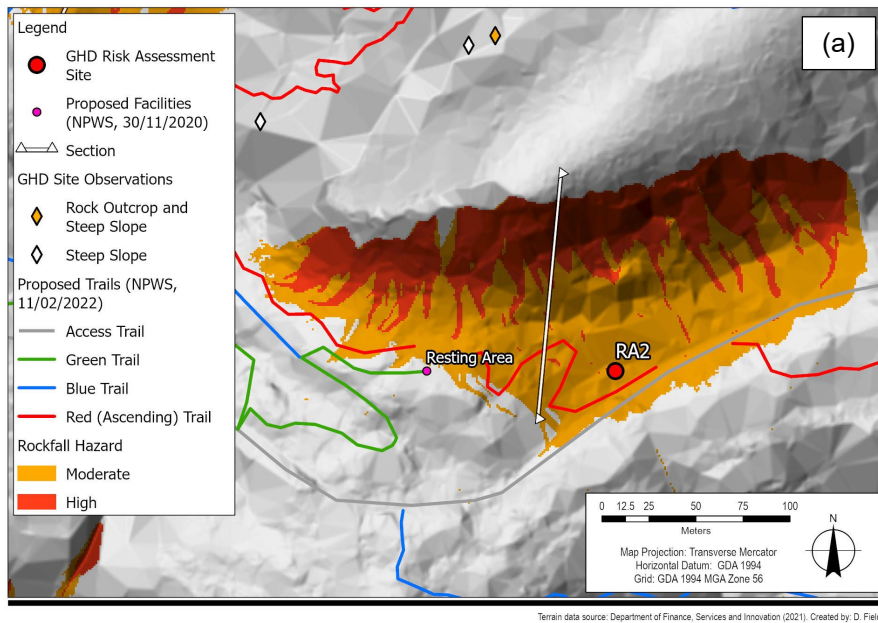 Legend
GHD Risk Assessment
Site
Proposed Facilities
(NPWS, 30/11/2020)
Section
GHD Site Observations
Rock Outcrop and
Steep Slope
Steep Slope
Proposed Trails (NPWS,
11/02/2022)
Access Trail
Green Trail
Blue Trail
Red (Ascending) Trail
Rockfall Hazard
Moderate
High
(a)
Resting Area
RA2
0 12.5 25 50 75 100
Meters
N
Map Projection: Transverse Mercator
Horizontal Datum: GDA 1994
Grid: GDA 1994 MGA Zone 56
Terrain data source: Department of Finance, Services and Innovation (2021). Created by: D. Fiel